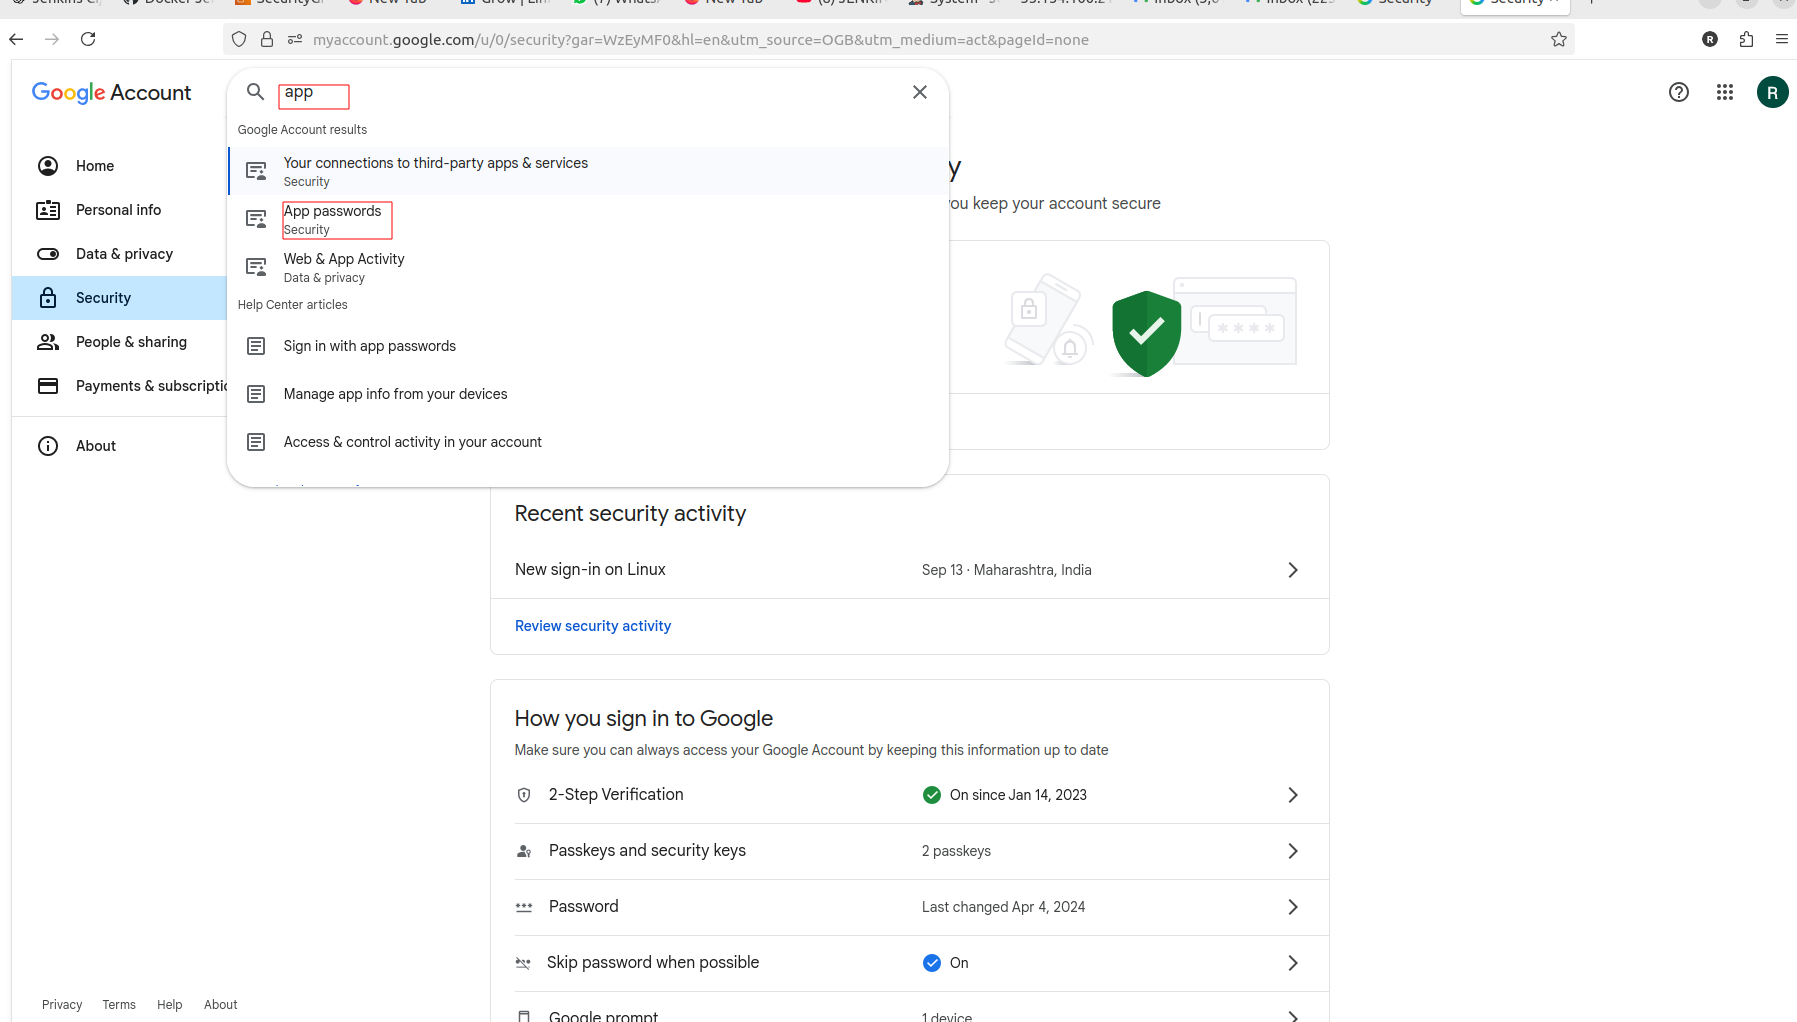 New Tab
myaccount.google.com/u/0/security?gar=WzEyMF0&hl=en&utm_source=OGB&utm_medium=act&pageId=none
R
Google Account
app
R
Google Account results
Your connections to third-party apps & services
Security
App passwords
Security
Web & App Activity
Data & privacy
Help Center articles
Sign in with app passwords
Manage app info from your devices
Access & control activity in your account
Home
Personal info
Data & privacy
Security
People & sharing
Payments &
About
y
you keep your account secure
Recent security activity
New sign-in on Linux
Sep 13 · Maharashtra, India
Review security activity
How you sign in to Google
Make sure you can always access your Google Account by keeping this information up to date
2-Step Verification
On since Jan 14, 2023
Passkeys and security keys
2 passkeys
Password
Last changed Apr 4, 2024
Skip password when possible
On
Google prompt
1 device
Privacy
Terms
Help
About